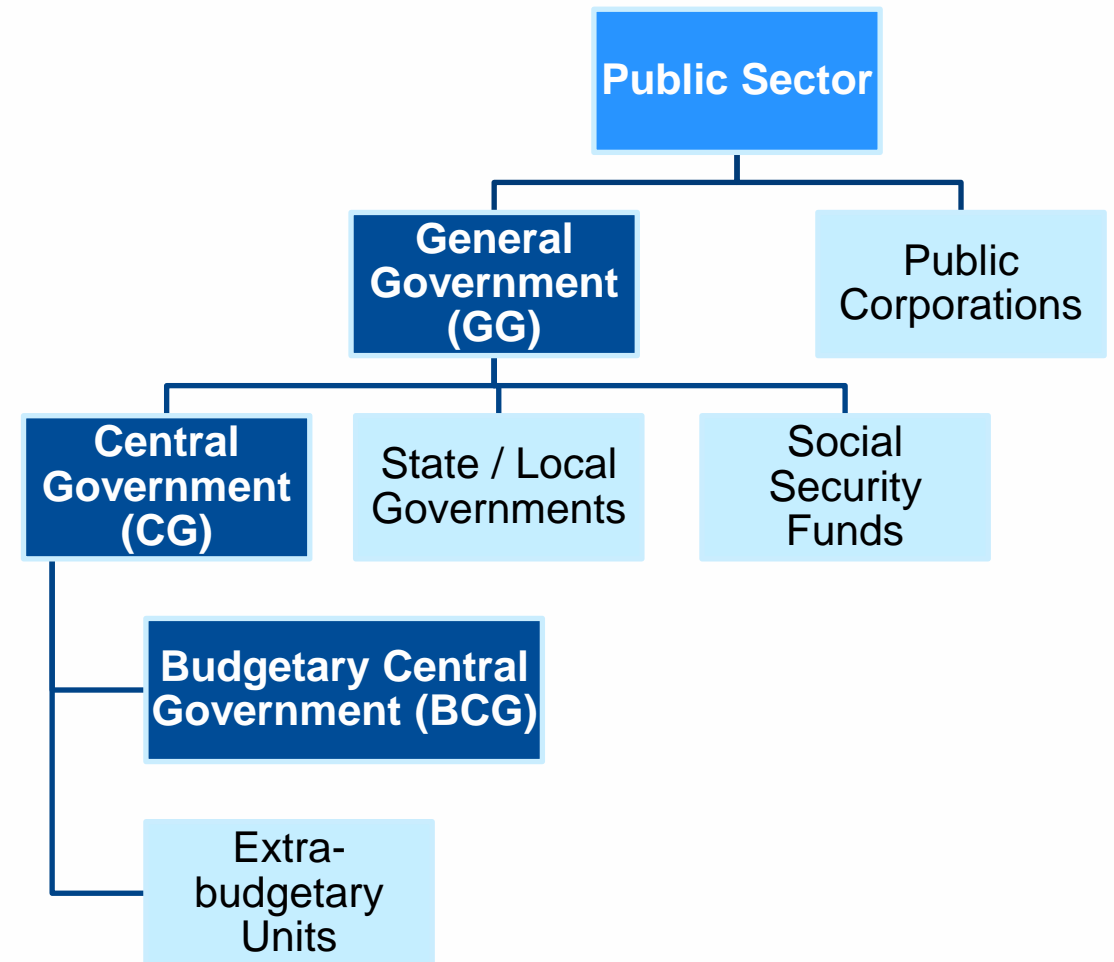 Public Sector
General
Government
(GG)
Public
Corporations
Central
Government
(CG)
State / Local
Governments
Social
Security
Funds
Budgetary Central
Government (BCG)
Extra-
budgetary
Units